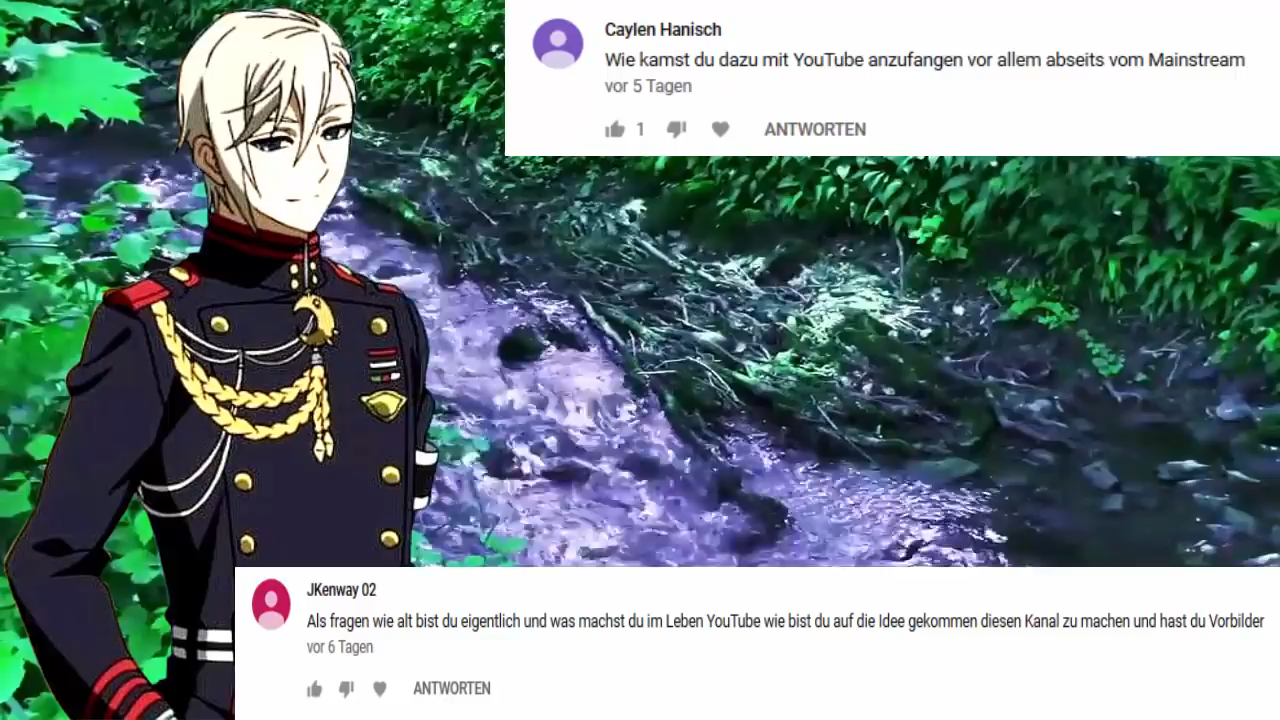 Caylen Hanisch
Wie kamst du dazu mit YouTube anzufangen vor allem abseits vom Mainstream
vor 5 Tagen
1
ANTWORTEN
JKenway 02
Als fragen wie alt bist du eigentlich und was machst du im Leben YouTube wie bist du auf die Idee gekommen diesen Kanal zu machen und hast du Vorbilder
vor 6 Tagen
ANTWORTEN